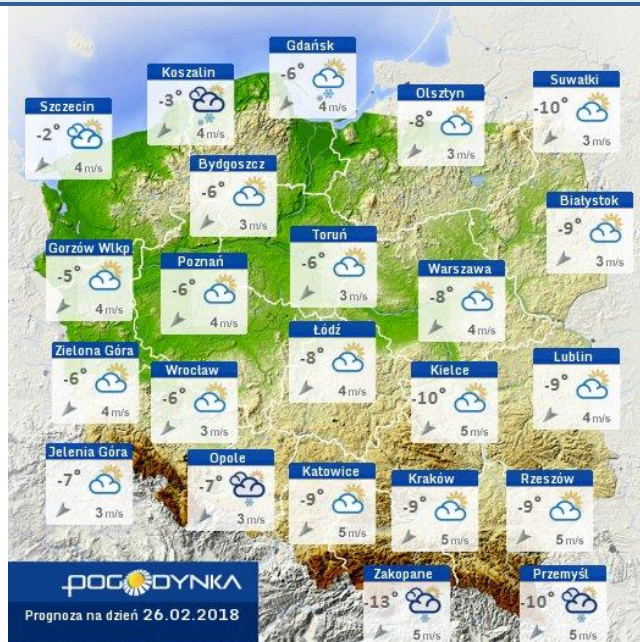 Gdańsk
-6°
4 m/s
Koszalin
-3°
4 m/s
Szczecin
-2°
4 m/s
Olsztyn
-8°
3 m/s
Suwałki
-10°
3 m/s
Bydgoszcz
-6°
3 m/s
Białystok
-9°
3 m/s
Gorzów Wlkp
-5°
4 m/s
Poznań
-6°
4 m/s
Toruń
-6°
3 m/s
Warszawa
-8°
4 m/s
Zielona Góra
-6°
4 m/s
Wrocław
-6°
3 m/s
Łódź
-8°
4 m/s
Kielce
-10°
5 m/s
Lublin
-9°
4 m/s
Jelenia Góra
-7°
3 m/s
Opole
-7°
3 m/s
Katowice
-9°
5 m/s
Kraków
-9°
5 m/s
Rzeszów
-9°
5 m/s
Zakopane
-13°
5 m/s
Przemyśl
-10°
5 m/s
POGODYNKA
Prognoza na dzień 26.02.2018